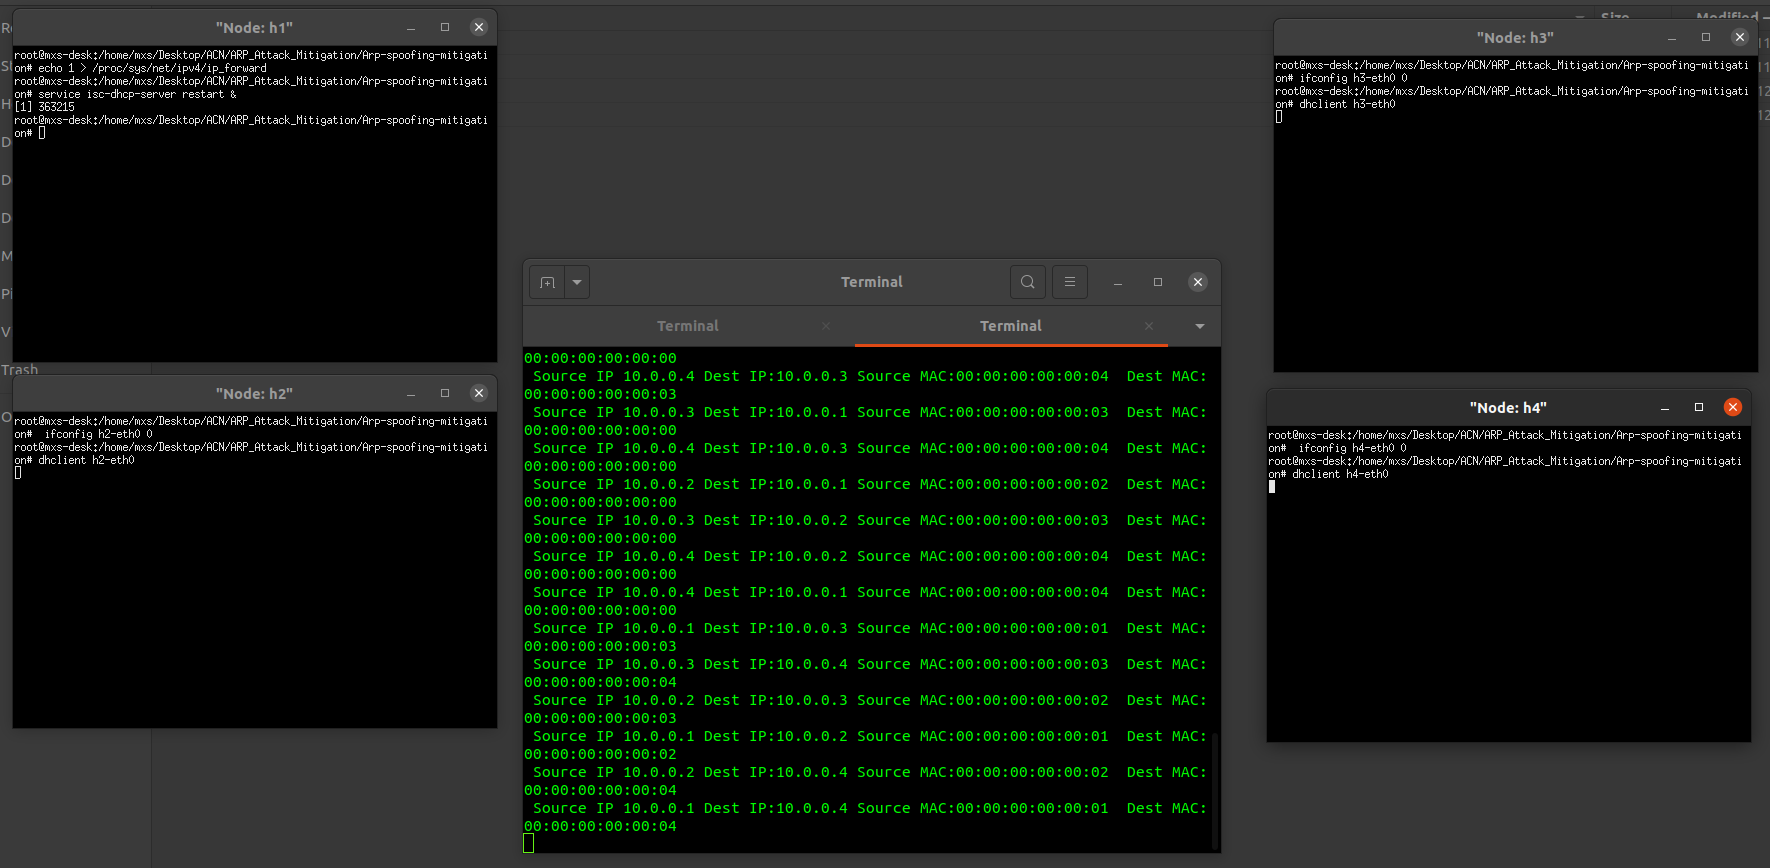 "Node: h1"
root@mxs-desk:/home/mxs/Desktop/ACN/ARP_Attack_Mitigation/Arp-spoofing-mitigati
on# echo 1 > /proc/sys/net/ipv4/ip_forward
root@mxs-desk:/home/mxs/Desktop/ACN/ARP_Attack_Mitigation/Arp-spoofing-mitigati
on# service isc-dhcp-server restart &
[1] 363215
root@mxs-desk:/home/mxs/Desktop/ACN/ARP_Attack_Mitigation/Arp-spoofing-mitigati
on#
Trash
"Node: h2"
root@mxs-desk:/home/mxs/Desktop/ACN/ARP_Attack_Mitigation/Arp-spoofing-mitigati
on#  ifconfig h2-eth0 0
root@mxs-desk:/home/mxs/Desktop/ACN/ARP_Attack_Mitigation/Arp-spoofing-mitigati
on# dhclient h2-eth0
Terminal
Terminal
Terminal
00:00:00:00:00:00
Source IP 10.0.0.4 Dest IP:10.0.0.3 Source MAC:00:00:00:00:00:04  Dest MAC:
00:00:00:00:00:03
Source IP 10.0.0.3 Dest IP:10.0.0.1 Source MAC:00:00:00:00:00:03  Dest MAC:
00:00:00:00:00:00
Source IP 10.0.0.4 Dest IP:10.0.0.3 Source MAC:00:00:00:00:00:04  Dest MAC:
00:00:00:00:00:00
Source IP 10.0.0.2 Dest IP:10.0.0.1 Source MAC:00:00:00:00:00:02  Dest MAC:
00:00:00:00:00:00
Source IP 10.0.0.3 Dest IP:10.0.0.2 Source MAC:00:00:00:00:00:03  Dest MAC:
00:00:00:00:00:00
Source IP 10.0.0.4 Dest IP:10.0.0.2 Source MAC:00:00:00:00:00:04  Dest MAC:
00:00:00:00:00:00
Source IP 10.0.0.4 Dest IP:10.0.0.1 Source MAC:00:00:00:00:00:04  Dest MAC:
00:00:00:00:00:00
Source IP 10.0.0.1 Dest IP:10.0.0.3 Source MAC:00:00:00:00:00:01  Dest MAC:
00:00:00:00:00:03
Source IP 10.0.0.3 Dest IP:10.0.0.4 Source MAC:00:00:00:00:00:03  Dest MAC:
00:00:00:00:00:04
Source IP 10.0.0.2 Dest IP:10.0.0.3 Source MAC:00:00:00:00:00:02  Dest MAC:
00:00:00:00:00:03
Source IP 10.0.0.1 Dest IP:10.0.0.2 Source MAC:00:00:00:00:00:01  Dest MAC:
00:00:00:00:00:02
Source IP 10.0.0.2 Dest IP:10.0.0.4 Source MAC:00:00:00:00:00:02  Dest MAC:
00:00:00:00:00:04
Source IP 10.0.0.1 Dest IP:10.0.0.4 Source MAC:00:00:00:00:00:01  Dest MAC:
00:00:00:00:00:04
Size Modified
"Node: h3"
root@mxs-desk:/home/mxs/Desktop/ACN/ARP_Attack_Mitigation/Arp-spoofing-mitigati
on# ifconfig h3-eth0 0
root@mxs-desk:/home/mxs/Desktop/ACN/ARP_Attack_Mitigation/Arp-spoofing-mitigati
on# dhclient h3-eth0
"Node: h4"
root@mxs-desk:/home/mxs/Desktop/ACN/ARP_Attack_Mitigation/Arp-spoofing-mitigati
on#  ifconfig h4-eth0 0
root@mxs-desk:/home/mxs/Desktop/ACN/ARP_Attack_Mitigation/Arp-spoofing-mitigati
on# dhclient h4-eth0